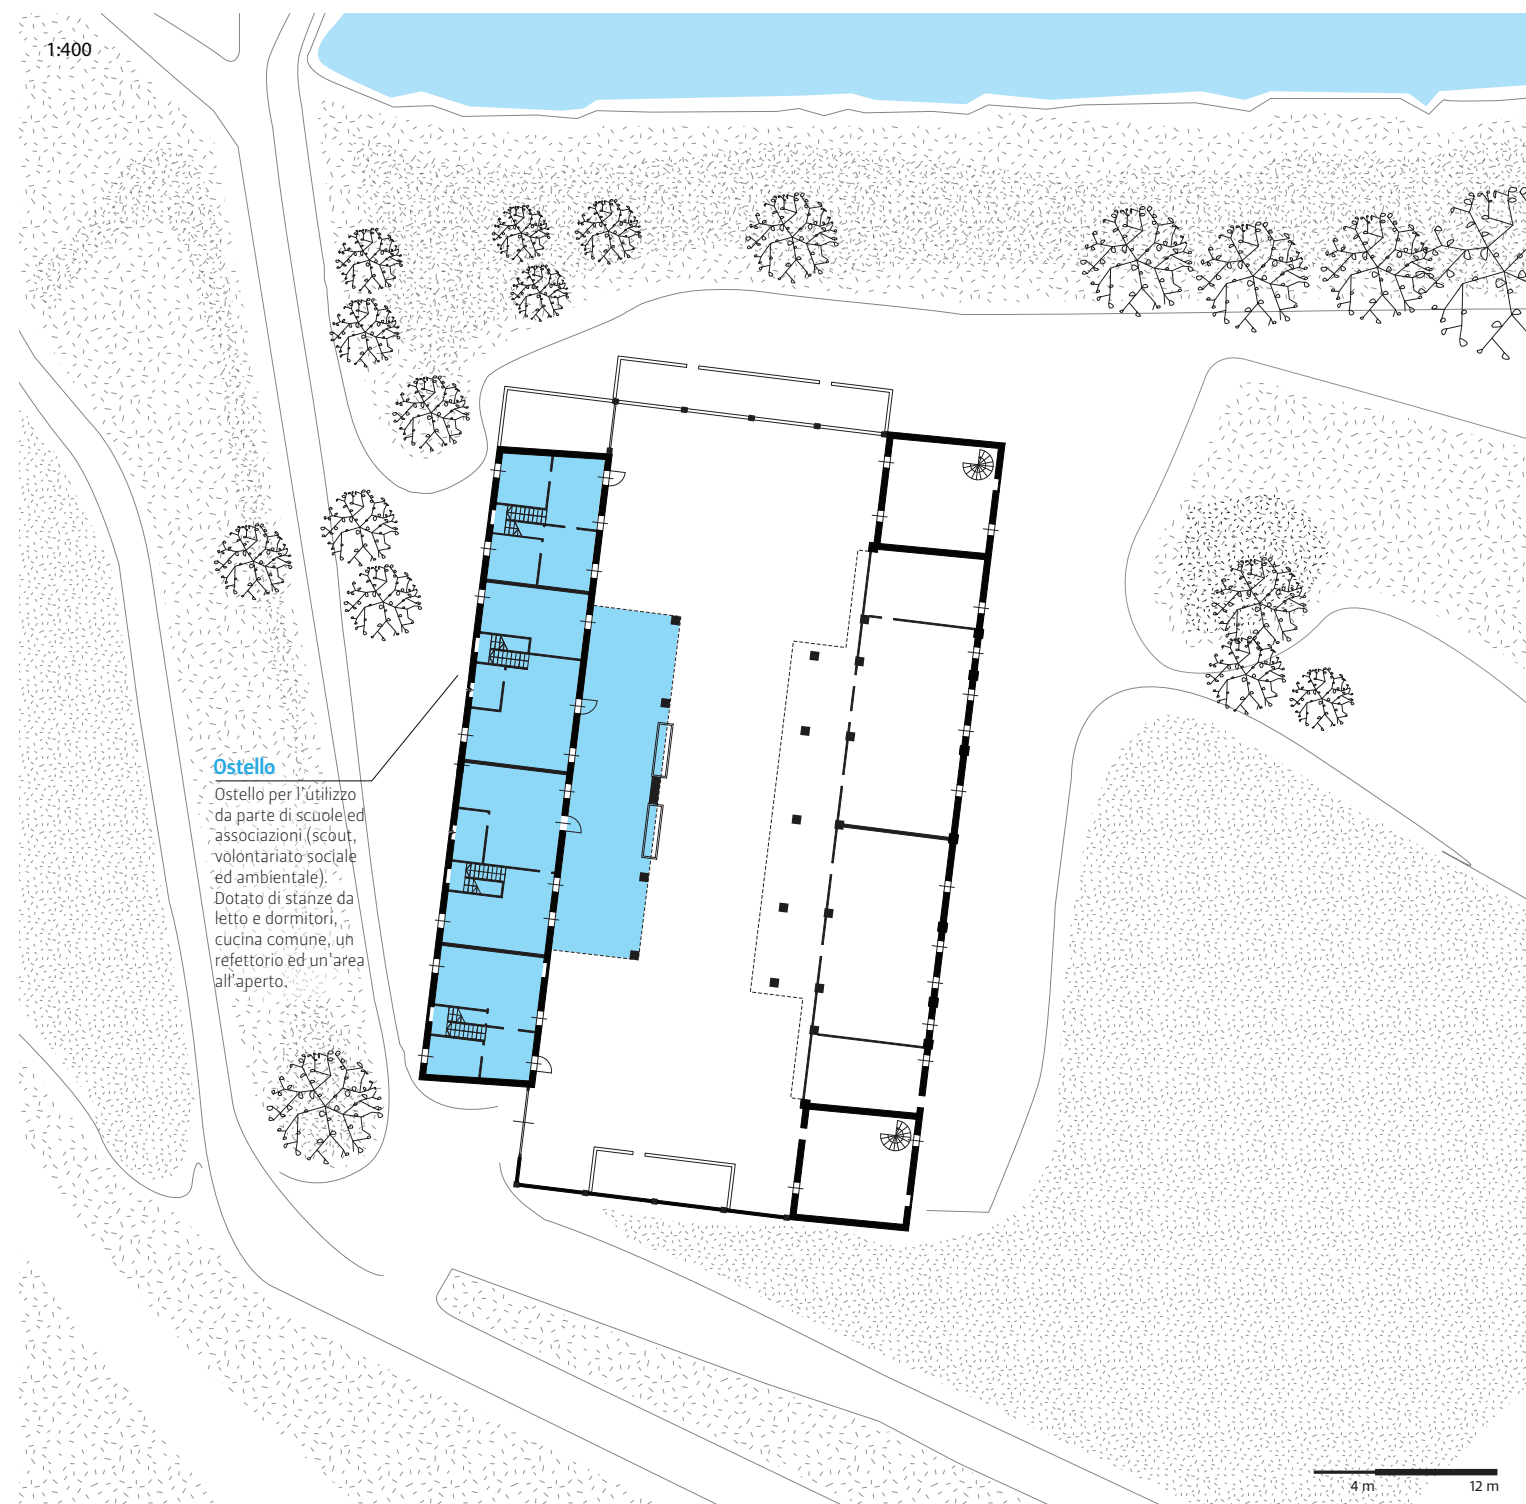 1:400
Ostello
Ostello per l'utilizzo
da parte di scuole ed
associazioni (scout,
volontariato sociale
ed ambientale).
Dotato di stanze da
letto e dormitori,
cucina comune, un
refettorio ed un'area
all'aperto.
4 m 12 m